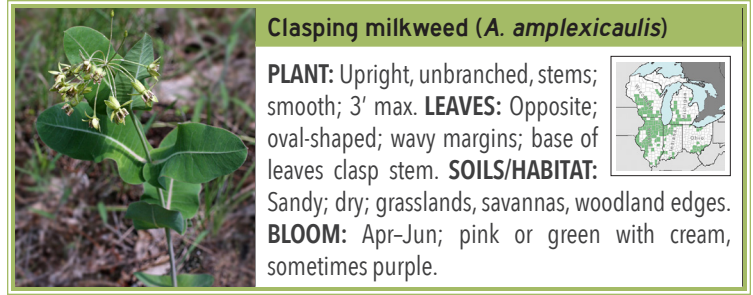 Clasping milkweed (A. amplexicaulis)
PLANT: Upright, unbranched, stems;
smooth; 3’ max. LEAVES: Opposite;
oval-shaped; wavy margins; base of
leaves clasp stem. SOILS/HABITAT:
Sandy; dry; grasslands, savannas, woodland edges.
BLOOM: Apr–Jun; pink or green with cream,
sometimes purple.